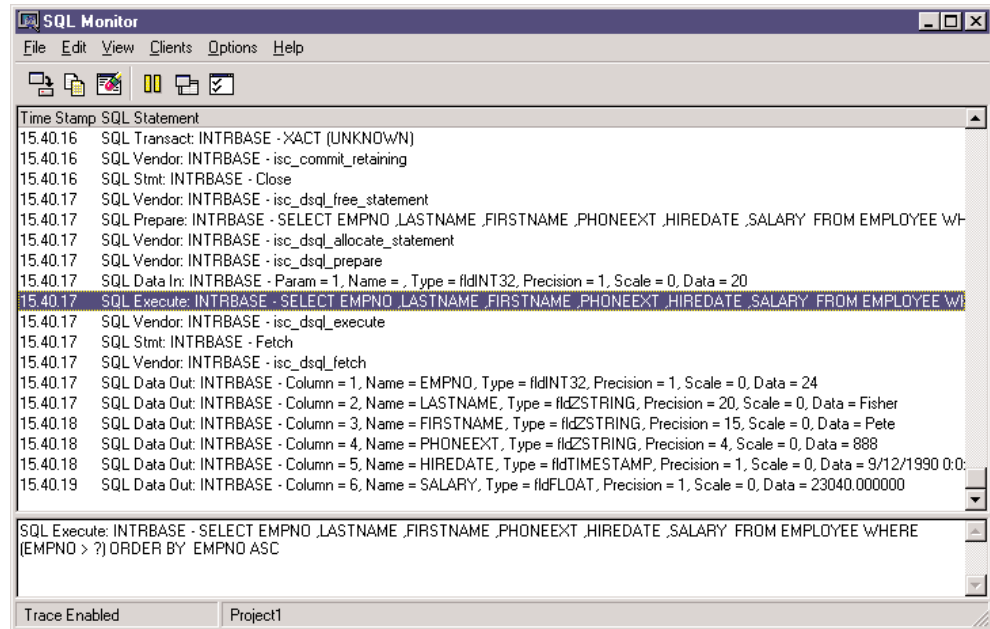 SQL Monitor
File Edit View Clients Options Help
Time Stamp SQL Statement
15.40.16 SQL Transact: INTRBASE - XACT (UNKNOWN)
15.40.16 SQL Vendor: INTRBASE - isc_commit_retaining
15.40.16 SQL Stmt: INTRBASE - Close
15.40.17 SQL Vendor: INTRBASE - isc_dsql_free_statement
15.40.17 SQL Prepare: INTRBASE - SELECT EMPNO ,LASTNAME ,FIRSTNAME ,PHONEEXT ,HIREDATE ,SALARY FROM EMPLOYEE WH
15.40.17 SQL Vendor: INTRBASE - isc_dsql_allocate_statement
15.40.17 SQL Vendor: INTRBASE - isc_dsql_prepare
15.40.17 SQL Data In: INTRBASE - Param = 1, Name = , Type = fldINT32, Precision = 1, Scale = 0, Data = 20
15.40.17 SQL Execute: INTRBASE - SELECT EMPNO ,LASTNAME ,FIRSTNAME ,PHONEEXT ,HIREDATE ,SALARY FROM EMPLOYEE WI
15.40.17 SQL Vendor: INTRBASE - isc_dsql_execute
15.40.17 SQL Stmt: INTRBASE - Fetch
15.40.17 SQL Vendor: INTRBASE - isc_dsql_fetch
15.40.17 SQL Data Out: INTRBASE - Column = 1, Name = EMPNO, Type = fldINT32, Precision = 1, Scale = 0, Data = 24
15.40.17 SQL Data Out: INTRBASE - Column = 2, Name = LASTNAME, Type = fldZSTRING, Precision = 20, Scale = 0, Data = Fisher
15.40.18 SQL Data Out: INTRBASE - Column = 3, Name = FIRSTNAME, Type = fldZSTRING, Precision = 15, Scale = 0, Data = Pete
15.40.18 SQL Data Out: INTRBASE - Column = 4, Name = PHONEEXT, Type = fldZSTRING, Precision = 4, Scale = 0, Data = 888
15.40.18 SQL Data Out: INTRBASE - Column = 5, Name = HIREDATE, Type = fldTIMESTAMP, Precision = 1, Scale = 0, Data = 9/12/1990 0:0:
15.40.19 SQL Data Out: INTRBASE - Column = 6, Name = SALARY, Type = fldFLOAT, Precision = 1, Scale = 0, Data = 23040.000000
SQL Execute: INTRBASE - SELECT EMPNO ,LASTNAME ,FIRSTNAME ,PHONEEXT ,HIREDATE ,SALARY FROM EMPLOYEE WHERE
(EMPNO > ?) ORDER BY EMPNO ASC
Trace Enabled Project1